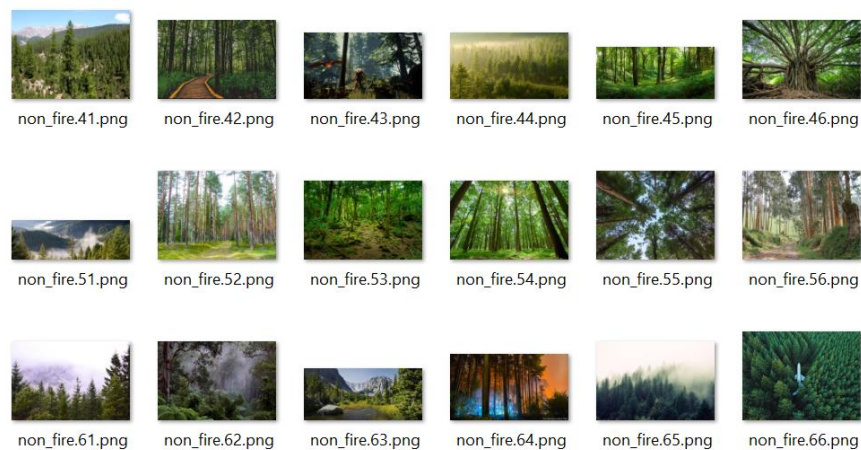 non_fire.41.png non_fire.42.png non_fire.43.png non_fire.44.png non_fire.45.png non_fire.46.png
non_fire.51.png non_fire.52.png non_fire.53.png non_fire.54.png non_fire.55.png non_fire.56.png
non_fire.61.png non_fire.62.png non_fire.63.png non_fire.64.png non_fire.65.png non_fire.66.png